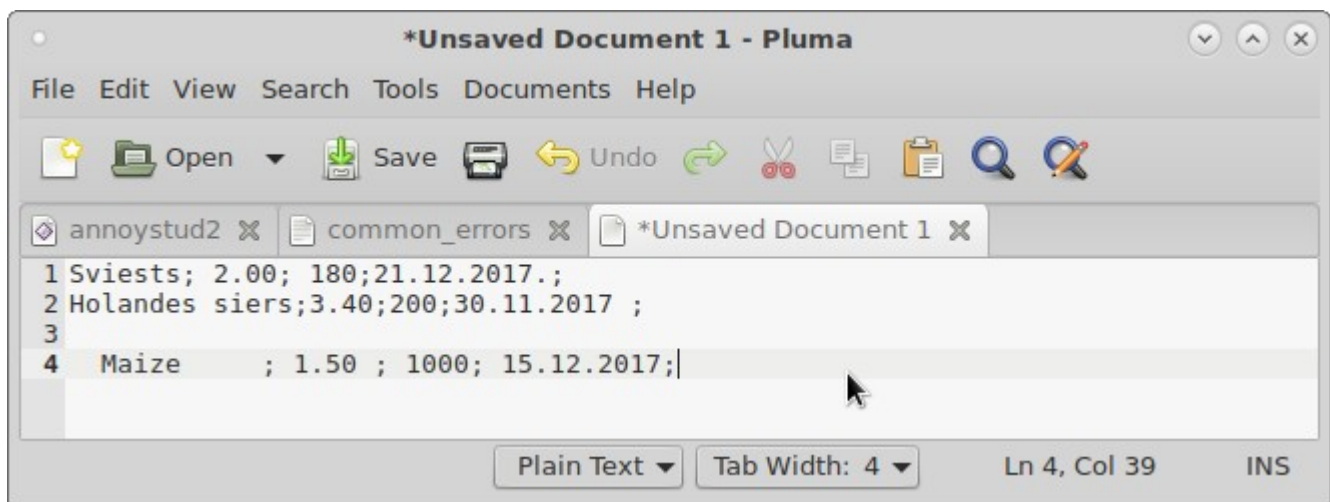 *Unsaved Document 1 - Pluma
File Edit View Search Tools Documents Help
Open Save Undo
annoystud2 common_errors *Unsaved Document 1
1 Sviests; 2.00; 180;21.12.2017.;
2 Holandes siers;3.40;200;30.11.2017 ;
3
4   Maize     ; 1.50 ; 1000; 15.12.2017;
Plain Text Tab Width: 4 Ln 4, Col 39 INS